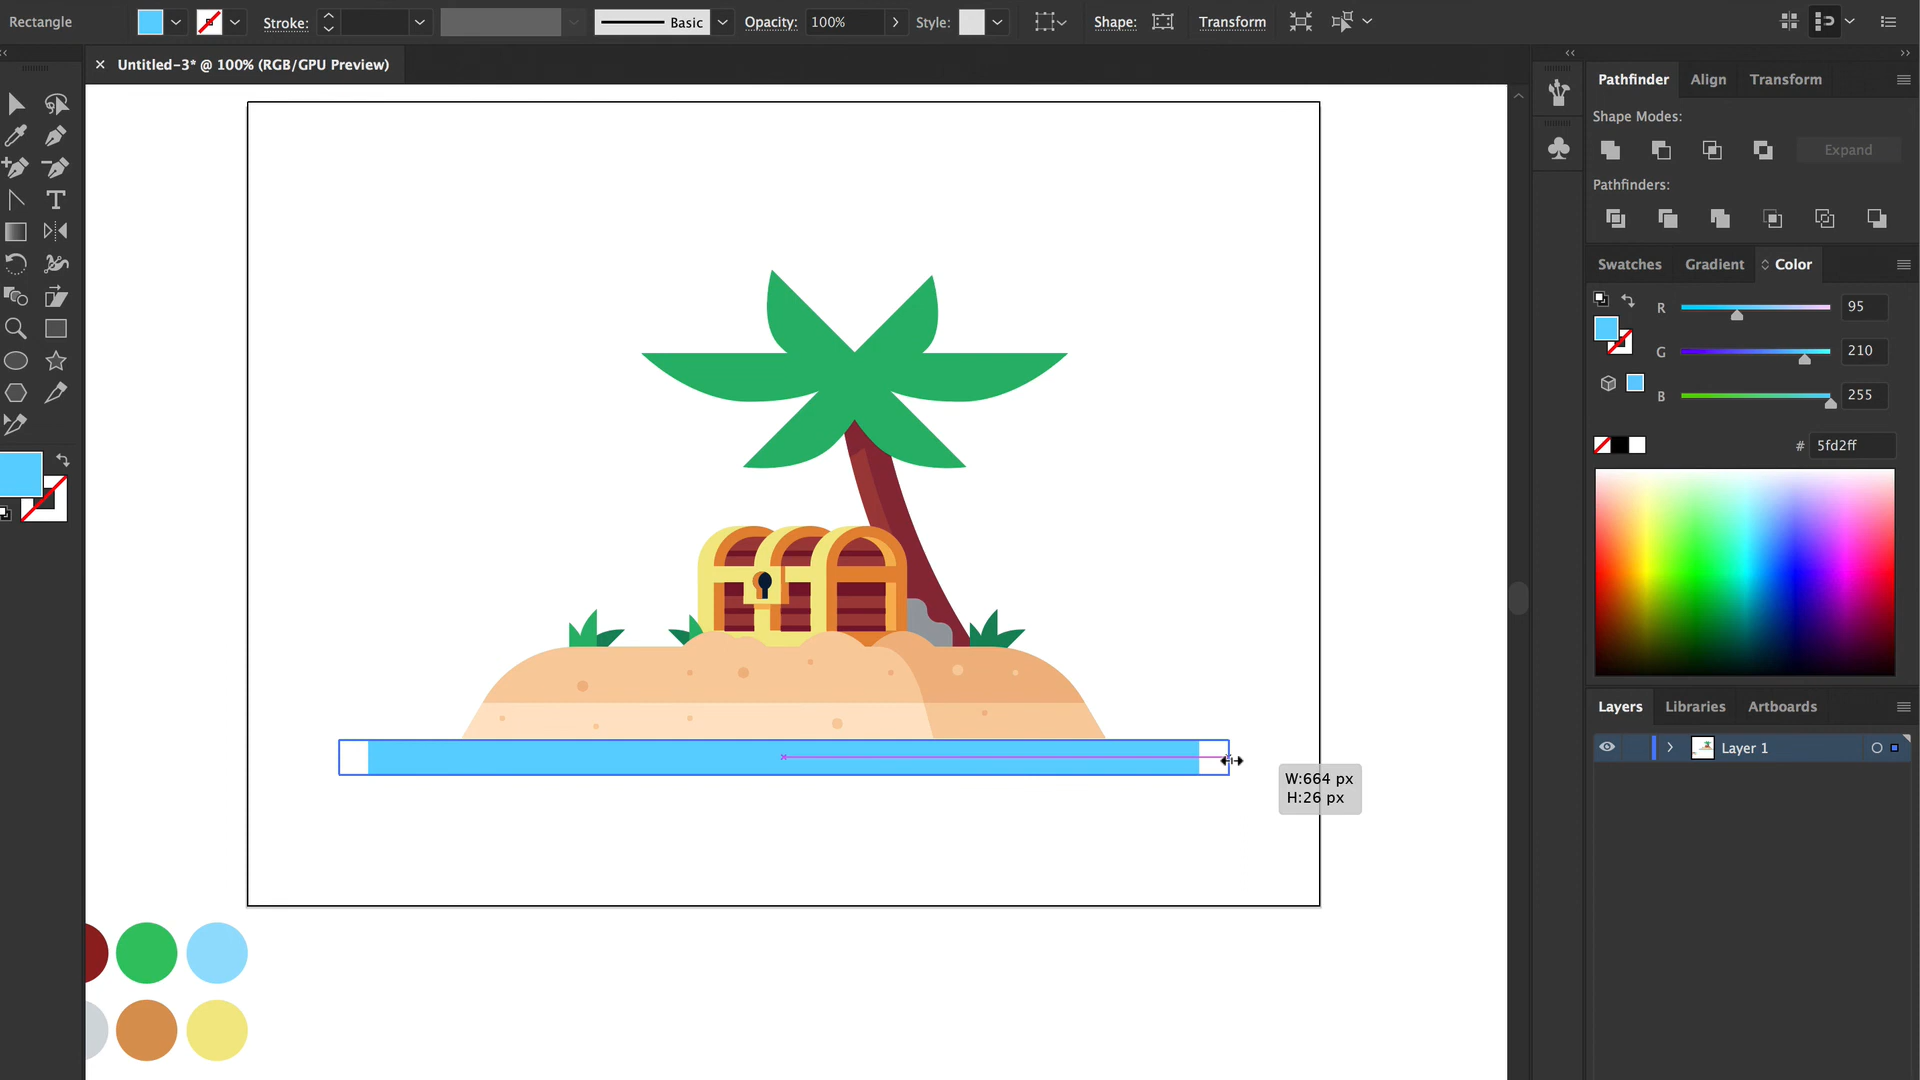 Rectangle
Stroke:
Basic
Opacity:
100%
Style:
Shape:
Transform
Untitled-3* @ 100% (RGB/GPU Preview)
Pathfinder
Align
Transform
Shape Modes:
Expand
Pathfinders:
Swatches
Gradient
Color
R
95
G
210
B
255
#
5fd2ff
T
W:664 px
H:26 px
Layers
Libraries
Artboards
Layer 1